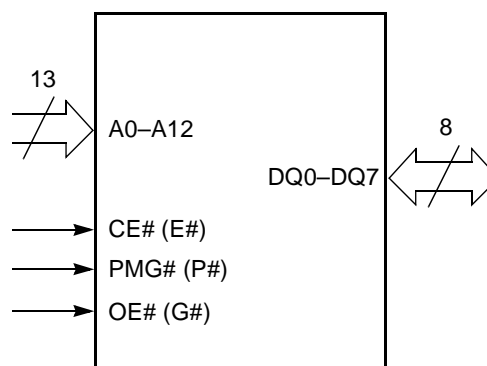 13
A0–A12
8
DQ0–DQ7
CE# (E#)
PMG# (P#)
OE# (G#)